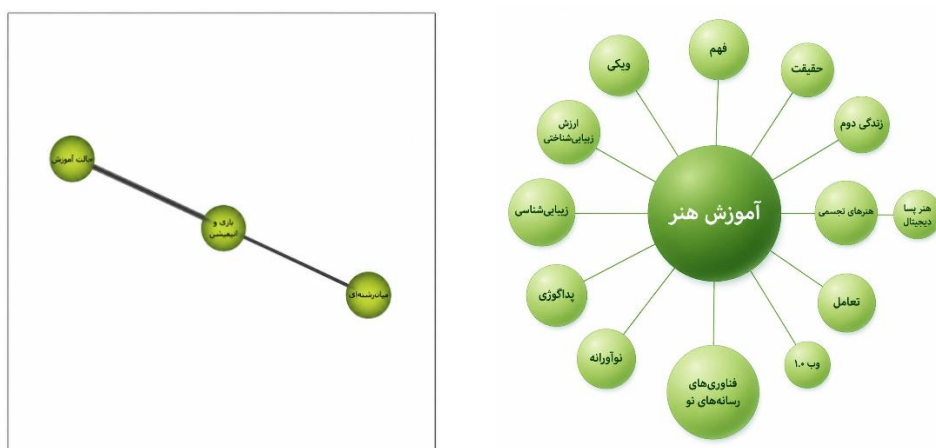 حالت آموزش
بازی و
انیمیشن
میان‌رشته‌ای
فهم
حقیقت
زندگی دوم
هنرهای تجسمی
هنر پسا
دیجیتال
تعامل
وب ۱.۰
فناوری‌های
رسانه‌های نو
نوآورانه
پداگوژی
زیبایی‌شناسی
ارزش
زیبایی‌شناختی
ویکی
آموزش هنر